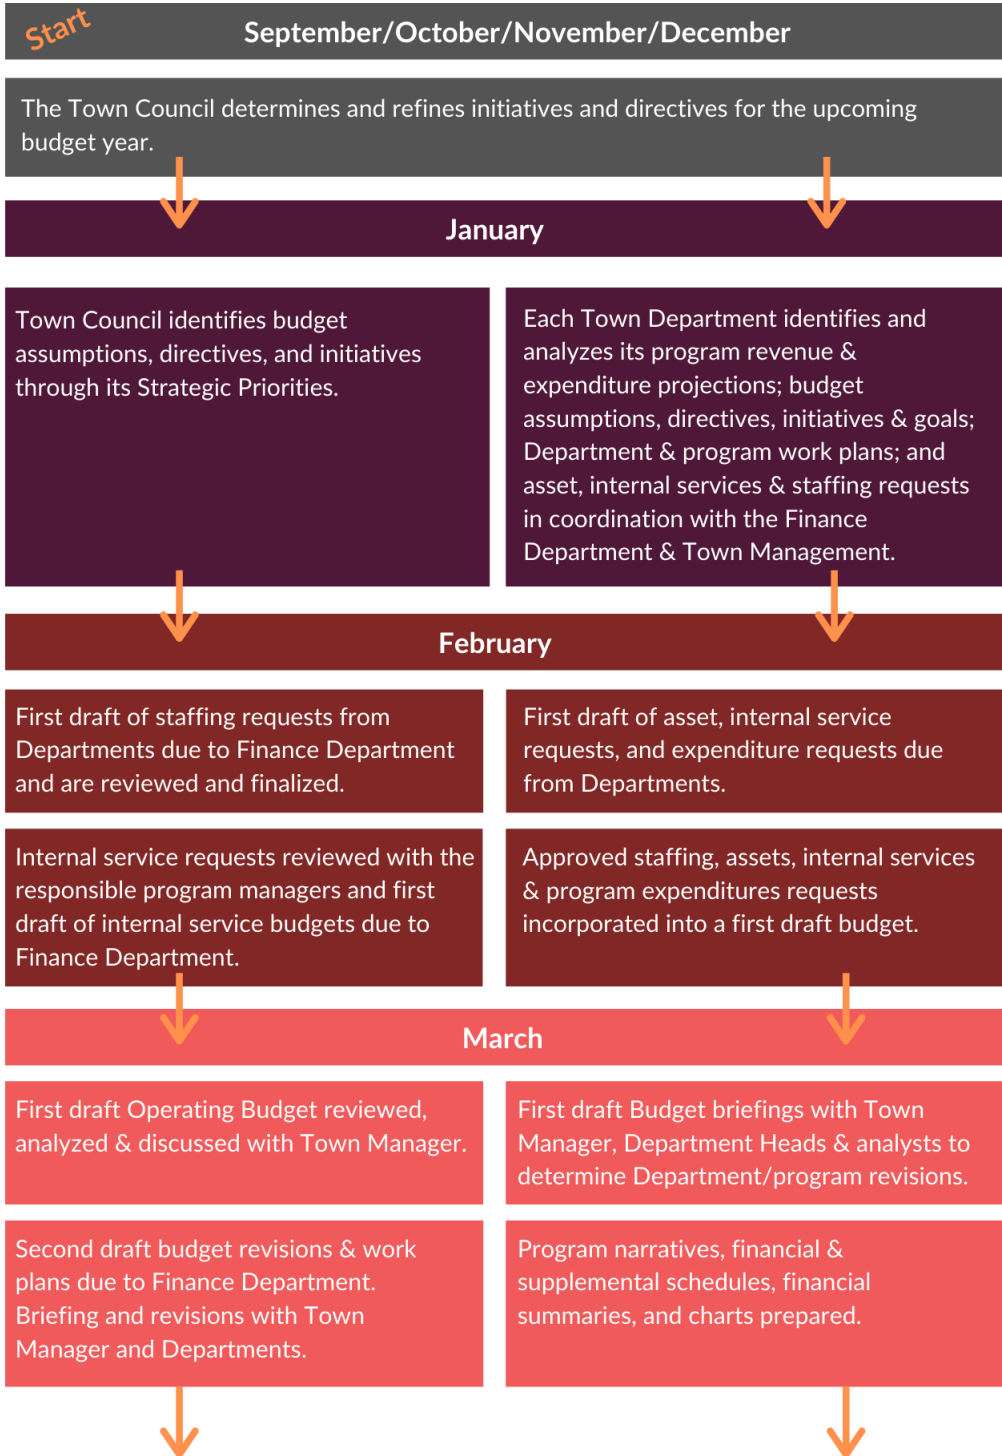 Start
September/October/November/December
The Town Council determines and refines initiatives and directives for the upcoming
budget year.
January
Town Council identifies budget
assumptions, directives, and initiatives
through its Strategic Priorities.
Each Town Department identifies and
analyzes its program revenue &
expenditure projections; budget
assumptions, directives, initiatives & goals;
Department & program work plans; and
asset, internal services & staffing requests
in coordination with the Finance
Department & Town Management.
February
First draft of staffing requests from
Departments due to Finance Department
and are reviewed and finalized.
First draft of asset, internal service
requests, and expenditure requests due
from Departments.
Internal service requests reviewed with the
responsible program managers and first
draft of internal service budgets due to
Finance Department.
Approved staffing, assets, internal services
& program expenditures requests
incorporated into a first draft budget.
March
First draft Operating Budget reviewed,
analyzed & discussed with Town Manager.
First draft Budget briefings with Town
Manager, Department Heads & analysts to
determine Department/program revisions.
Second draft budget revisions & work
plans due to Finance Department.
Briefing and revisions with Town
Manager and Departments.
Program narratives, financial &
supplemental schedules, financial
summaries, and charts prepared.